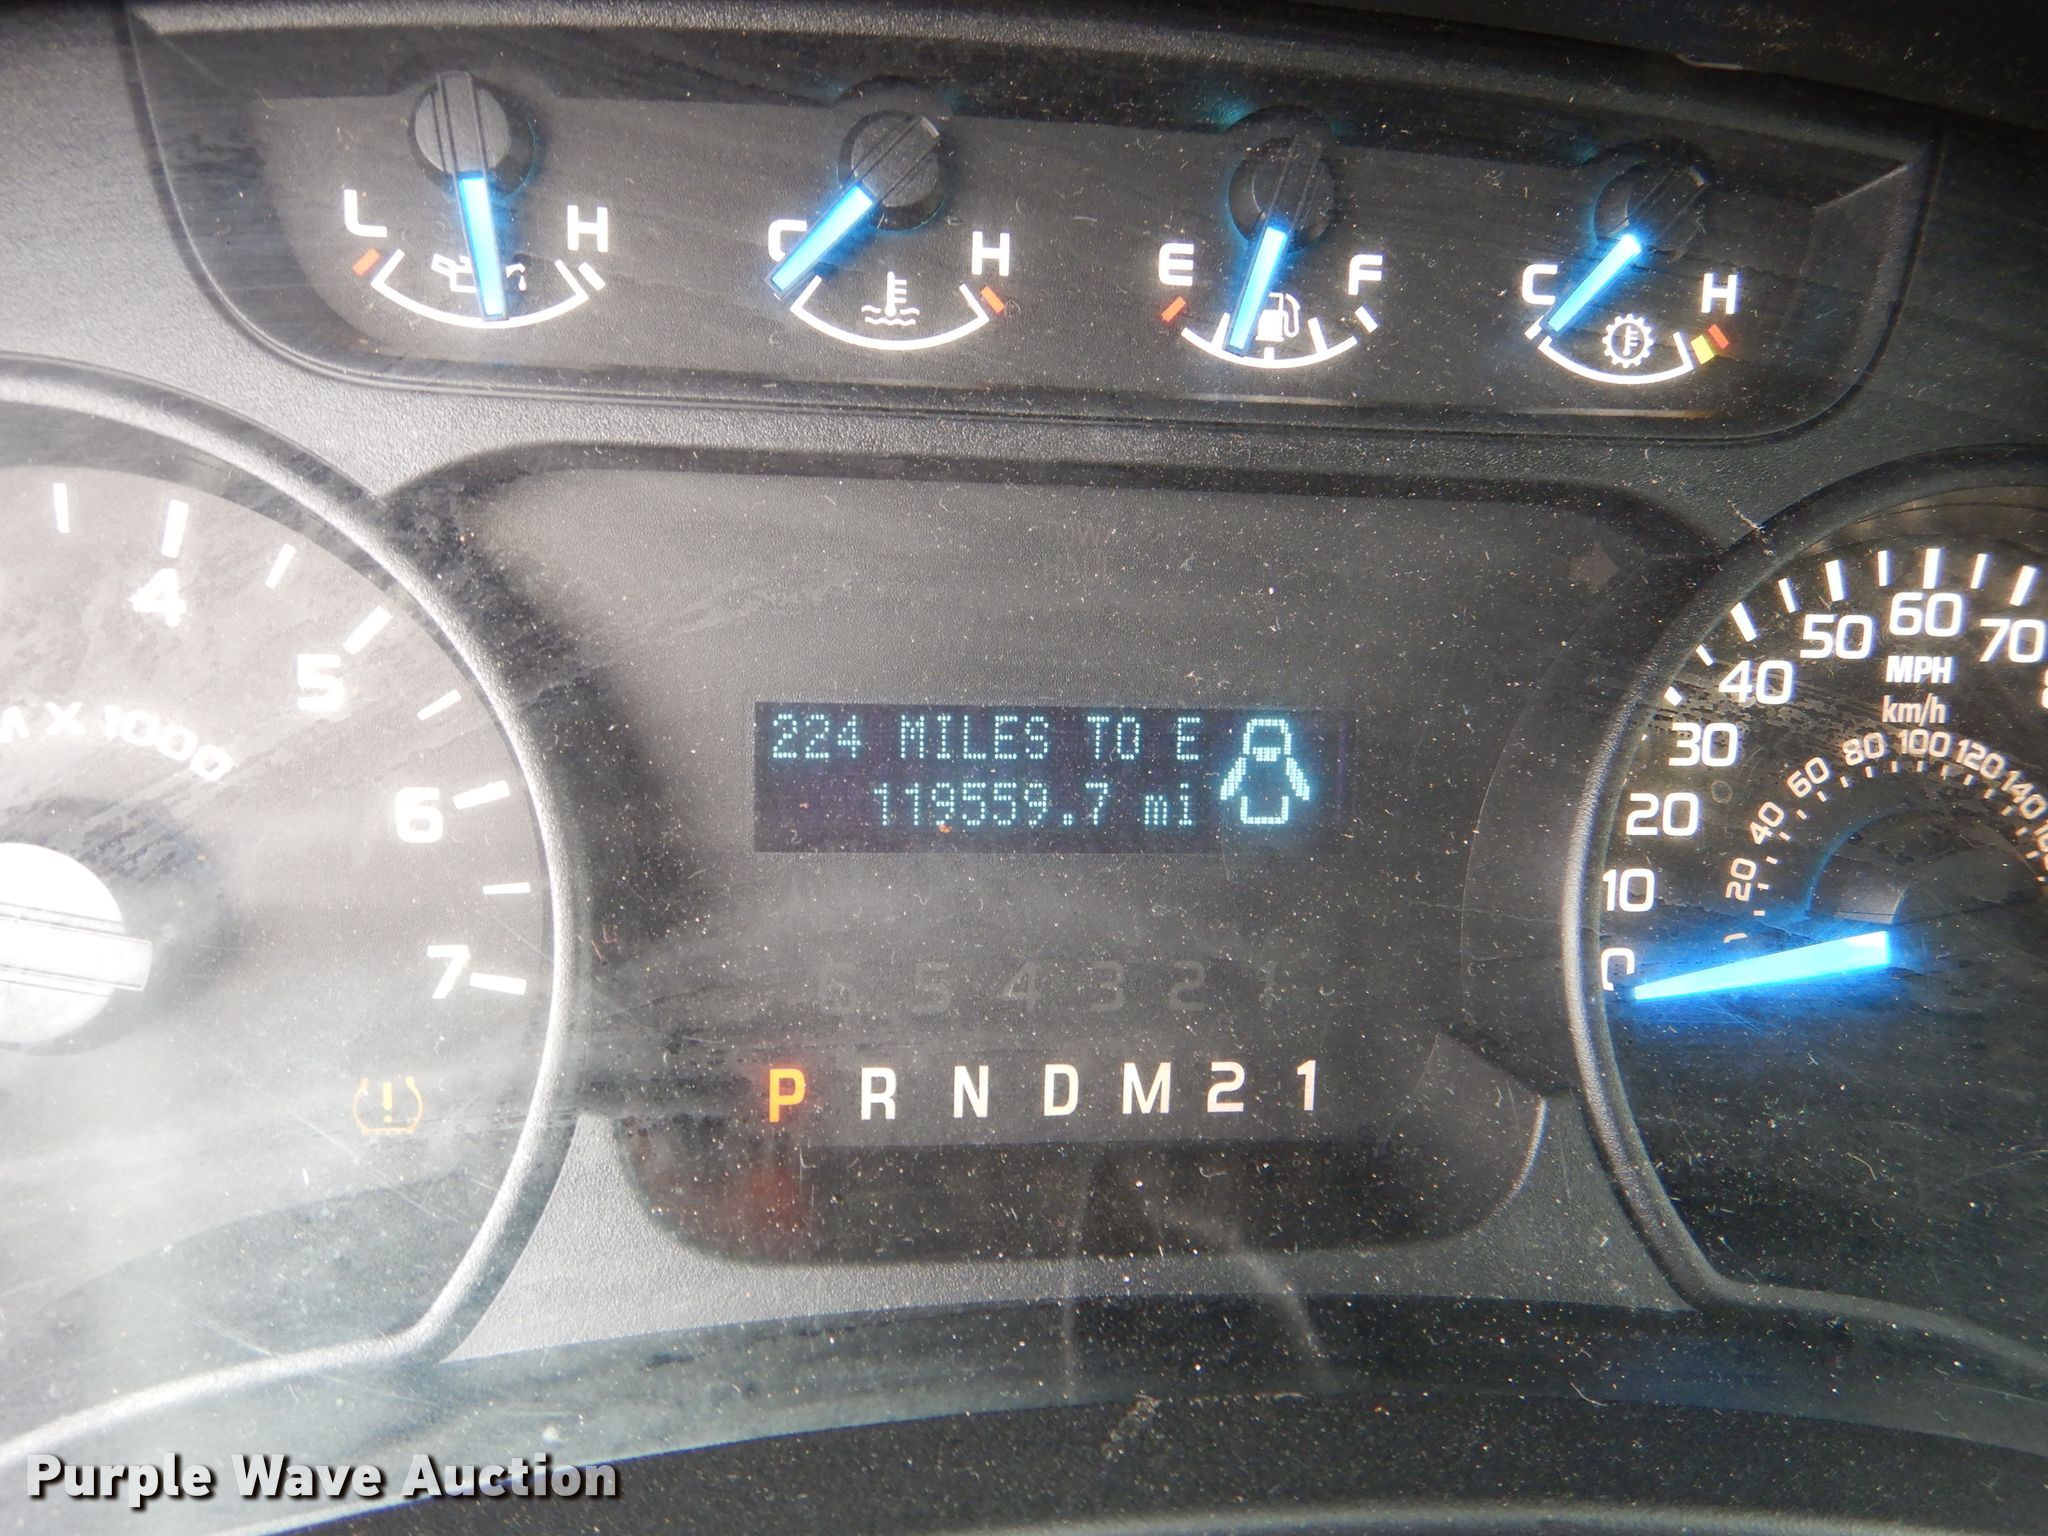 L H
C H
E F
C H
4
5
M X 1000
6
7
224 MILES TO E
119559.7 mi
6 5 4 3 2 1
P R N D M 2 1
0 10 20 30 40 50 60 70
MPH
km/h
20 40 60 80 100 120 140
Purple Wave Auction